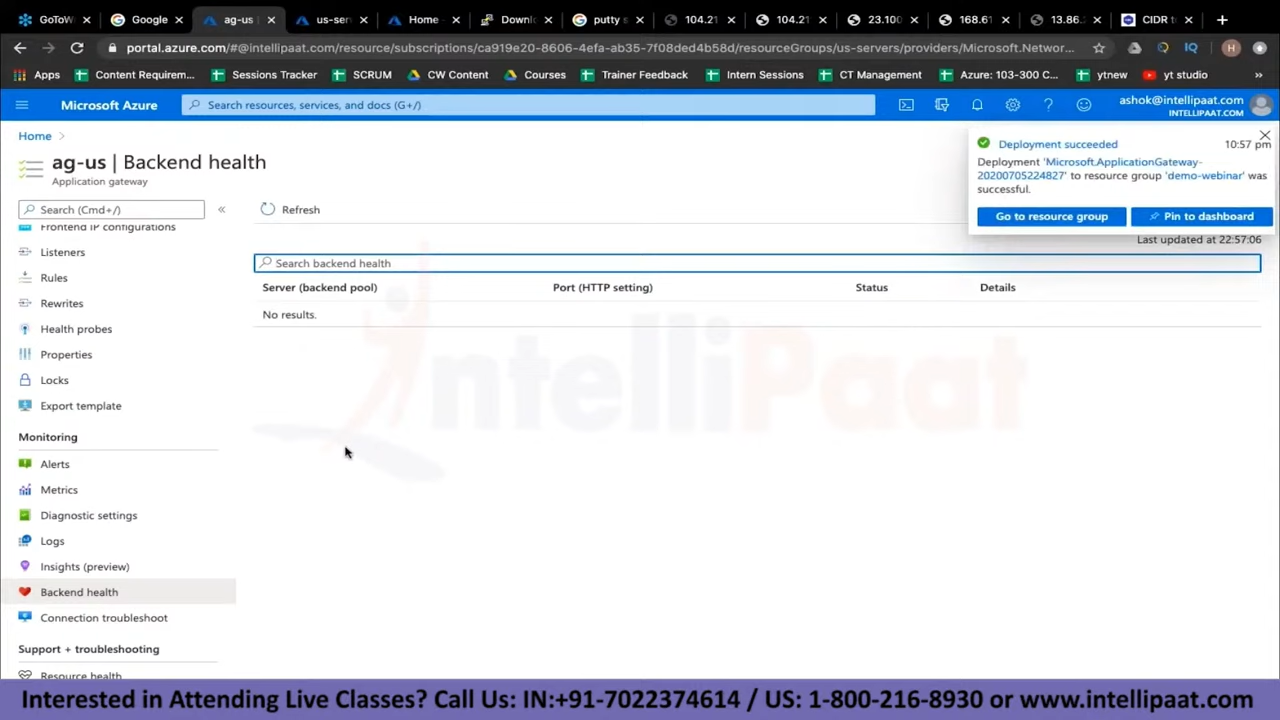 GoToW
Google
ag-us |
us-ser
Home -
Downl
putty s
104.21
104.21
23.100
168.61
13.86.
CIDR to
portal.azure.com/#@intellipaat.com/resource/subscriptions/ca919e20-8606-4efa-ab35-7f08ded4b58d/resourceGroups/us-servers/providers/Microsoft.Networ...
Apps
Content Requirem...
Sessions Tracker
SCRUM
CW Content
Courses
Trainer Feedback
Intern Sessions
CT Management
Azure: 103-300 C...
ytnew
yt studio
»
Microsoft Azure
Search resources, services, and docs (G+/)
ashok@intellipaat.com
INTELLIPAAT.COM
Home >
ag-us | Backend health
Application gateway
Deployment succeeded
10:57 pm
Deployment 'Microsoft.ApplicationGateway-
20200705224827' to resource group 'demo-webinar' was
successful.
Go to resource group
Pin to dashboard
Search (Cmd+/)
«
Refresh
Last updated at 22:57:06
Search backend health
Server (backend pool)
Port (HTTP setting)
Status
Details
No results.
Frontend IP configurations
Listeners
Rules
Rewrites
Health probes
Properties
Locks
Export template
Monitoring
Alerts
Metrics
Diagnostic settings
Logs
Insights (preview)
Backend health
Connection troubleshoot
Support + troubleshooting
Resource health
IntelliPaat
Interested in Attending Live Classes? Call Us: IN:+91-7022374614 / US: 1-800-216-8930 or www.intellipaat.com